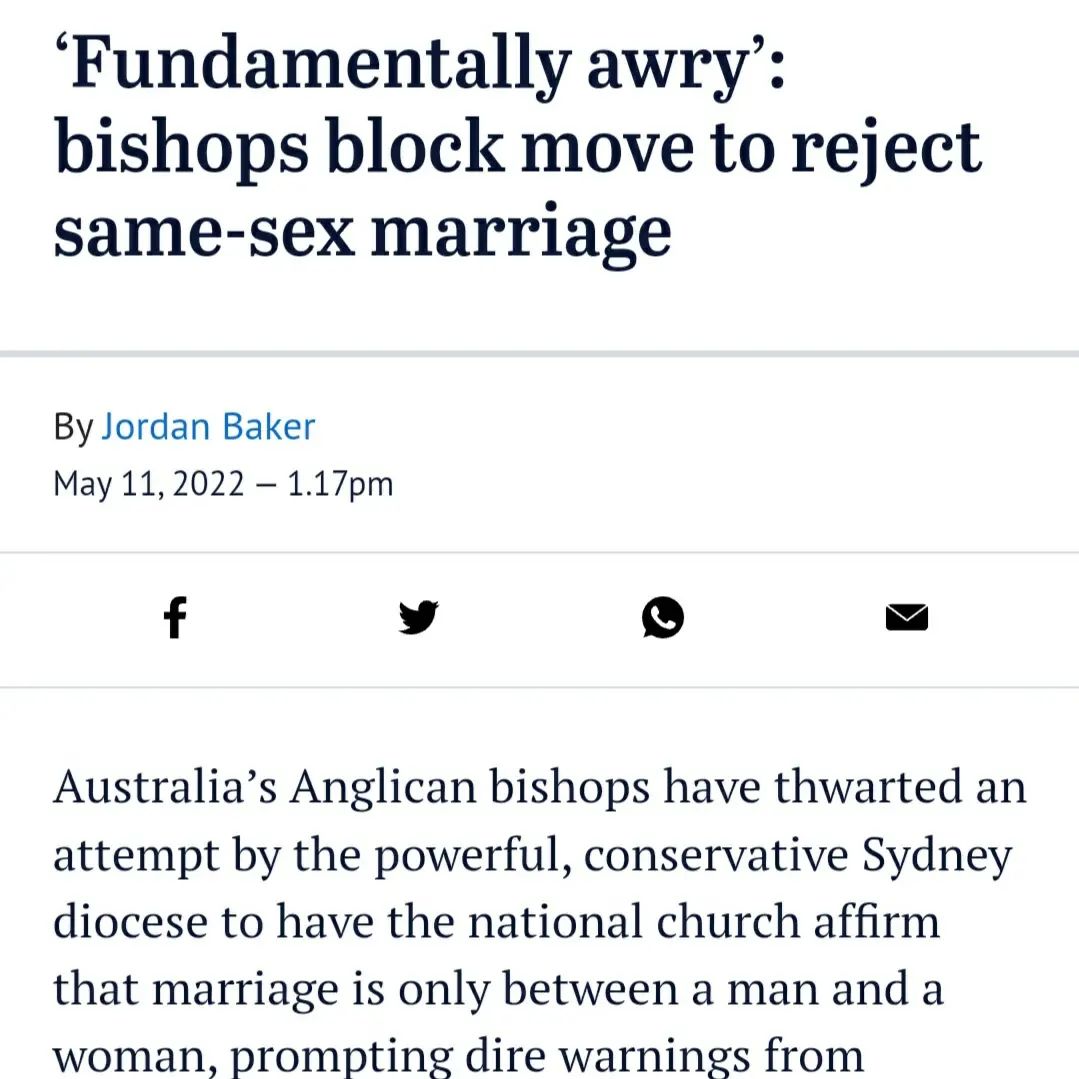 ‘Fundamentally awry’:
bishops block move to reject
same-sex marriage
By Jordan Baker
May 11, 2022 — 1.17pm
Australia’s Anglican bishops have thwarted an
attempt by the powerful, conservative Sydney
diocese to have the national church affirm
that marriage is only between a man and a
woman, prompting dire warnings from